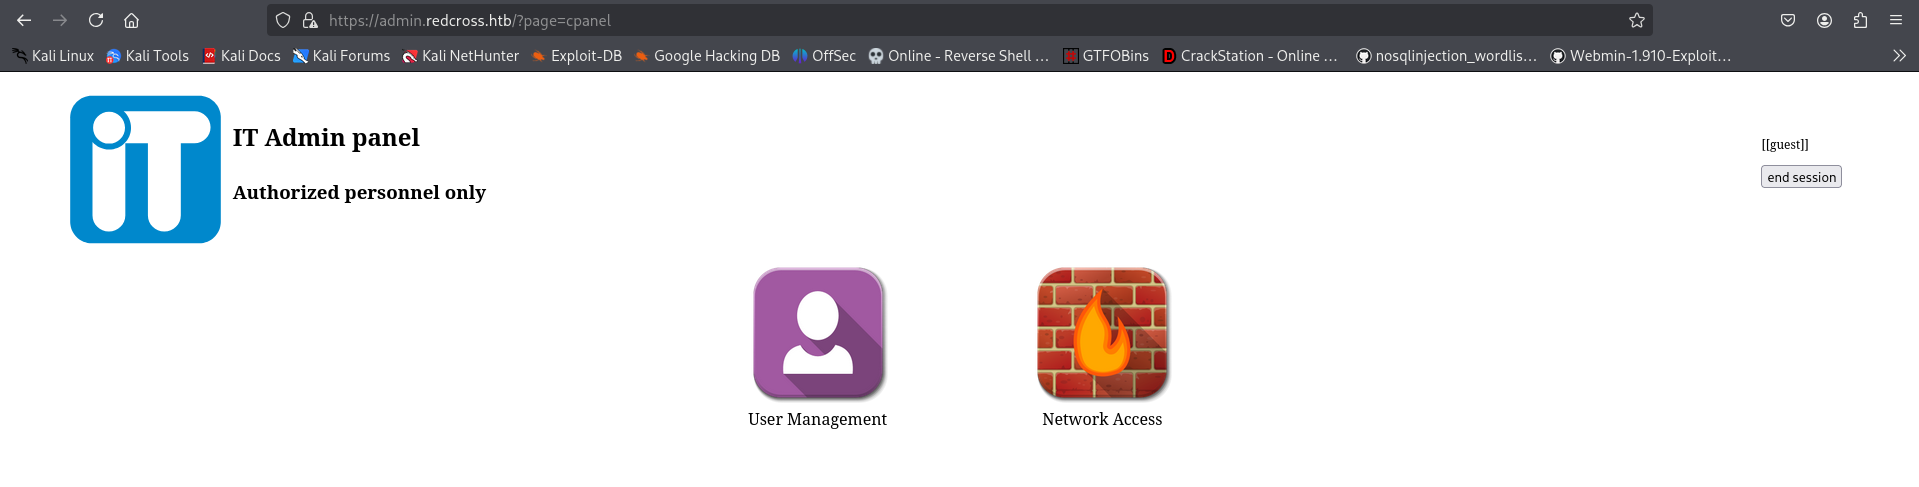 https://admin.redcross.htb/?page=cpanel
Kali Linux Kali Tools Kali Docs Kali Forums Kali NetHunter Exploit-DB Google Hacking DB OffSec Online - Reverse Shell ... GTFOBins CrackStation - Online ... nosqlinjection_wordlis... Webmin-1.910-Exploit...
iT
IT Admin panel
[[guest]]
end session
Authorized personnel only
User Management Network Access